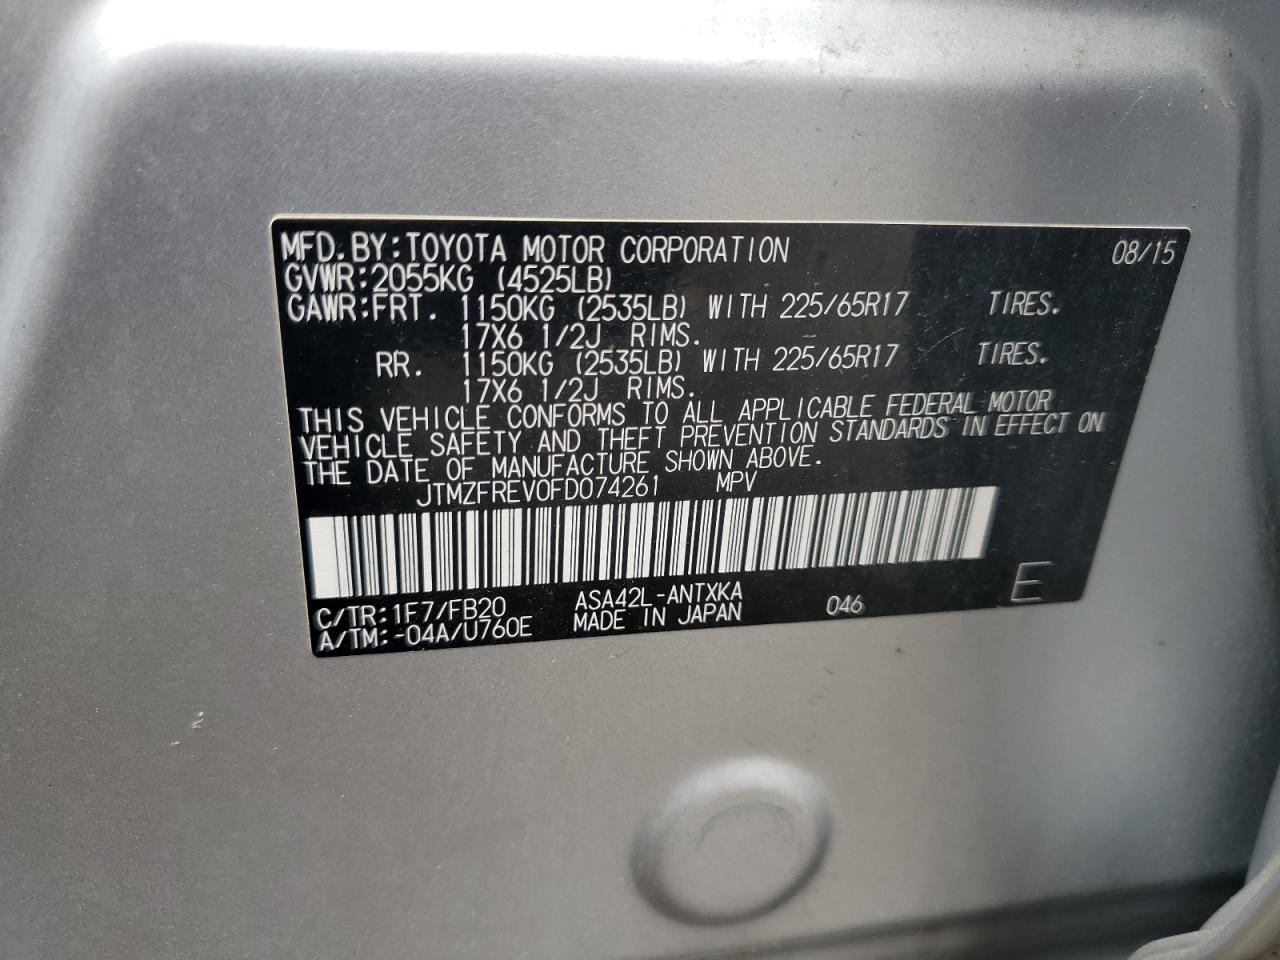 MFD.BY:TOYOTA MOTOR CORPORATION 08/15
GVWR:2055KG (4525LB)
GAWR:FRT. 1150KG (2535LB) WITH 225/65R17 TIRES.
17X6 1/2J RIMS.
RR. 1150KG (2535LB) WITH 225/65R17 TIRES.
17X6 1/2J RIMS.
THIS VEHICLE CONFORMS TO ALL APPLICABLE FEDERAL MOTOR
VEHICLE SAFETY AND THEFT PREVENTION STANDARDS IN EFFECT ON
THE DATE OF MANUFACTURE SHOWN ABOVE.
JTMZFREV0FD074261 MPV
C/TR:1F7/FB20 ASA42L-ANTXKA 046 E
A/TM:-04A/U760E MADE IN JAPAN